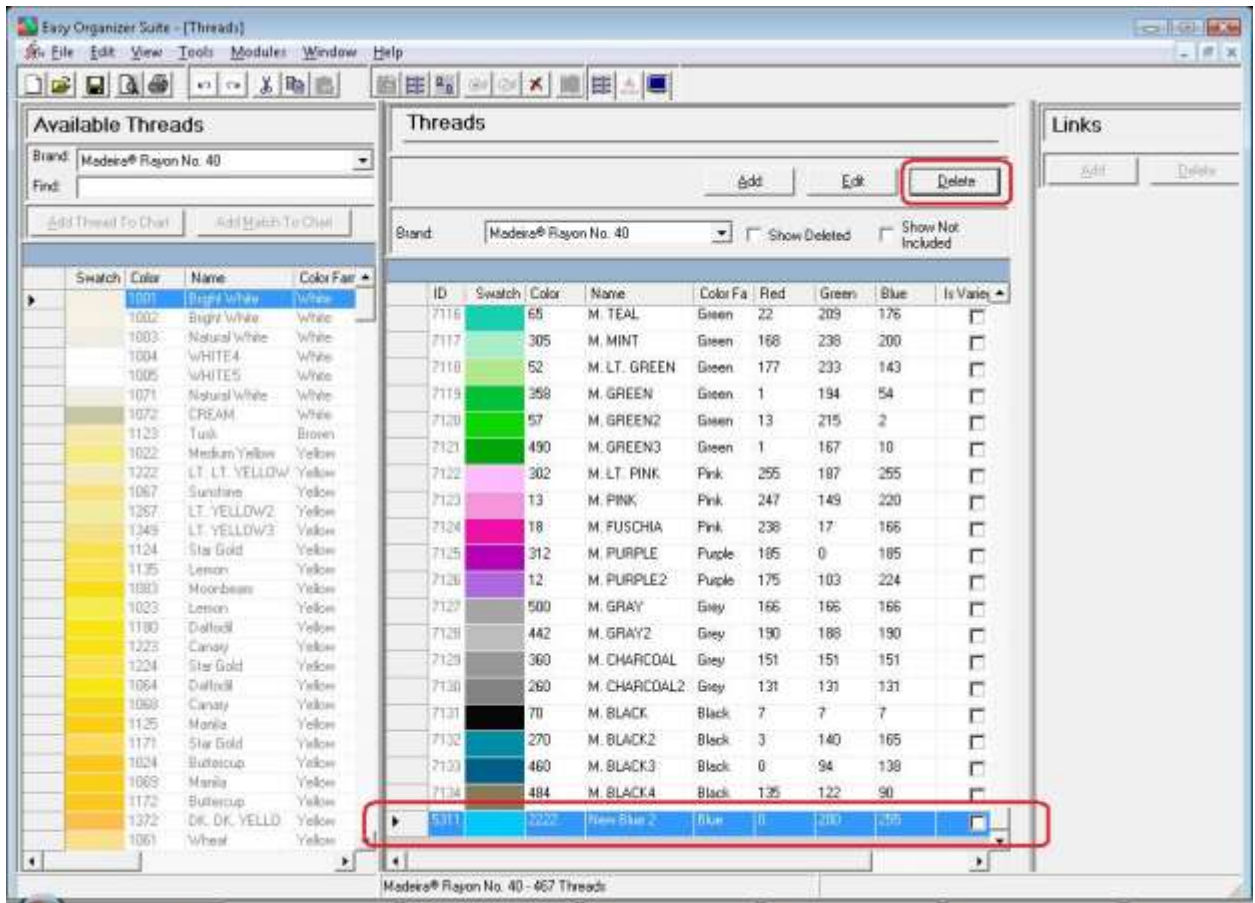 Easy Organizer Suite - [Threads]
File Edit View Tools Modules Window Help
Available Threads
Brand: Madeira® Rayon No. 40
Find:
Add Thread To Chart Add Match To Chart
Swatch Color Name Color Fam
1001 Bright White White
1002 Bright White White
1003 Natural White White
1004 WHITE4 White
1005 WHITE5 White
1071 Natural White White
1072 CREAM White
1123 Tusk Brown
1022 Medium Yellow Yellow
1222 LT. LT. YELLOW Yellow
1067 Sunshine Yellow
1267 LT. YELLOW2 Yellow
1349 LT. YELLOW3 Yellow
1124 Star Gold Yellow
1135 Lemon Yellow
1083 Moonbeam Yellow
1023 Lemon Yellow
1180 Daffodil Yellow
1223 Canary Yellow
1224 Star Gold Yellow
1064 Daffodil Yellow
1068 Canary Yellow
1125 Manila Yellow
1171 Star Gold Yellow
1024 Buttercup Yellow
1069 Manila Yellow
1172 Buttercup Yellow
1372 DK. DK. YELLO Yellow
1061 Wheat Yellow
Threads
Add Edit Delete
Brand: Madeira® Rayon No. 40 Show Deleted Show Not Included
ID Swatch Color Name Color Fa Red Green Blue Is Varieg
7116 65 M. TEAL Green 22 209 176
7117 305 M. MINT Green 168 238 200
7118 52 M. LT. GREEN Green 177 233 143
7119 358 M. GREEN Green 1 194 54
7120 57 M. GREEN2 Green 13 215 2
7121 490 M. GREEN3 Green 1 167 10
7122 302 M. LT. PINK Pink 255 187 255
7123 13 M. PINK Pink 247 149 220
7124 18 M. FUSCHIA Pink 238 17 166
7125 312 M. PURPLE Purple 185 0 185
7126 12 M. PURPLE2 Purple 175 103 224
7127 500 M. GRAY Grey 166 166 166
7128 442 M. GRAY2 Grey 190 188 190
7129 360 M. CHARCOAL Grey 151 151 151
7130 260 M. CHARCOAL2 Grey 131 131 131
7131 70 M. BLACK Black 7 7 7
7132 270 M. BLACK2 Black 3 140 165
7133 460 M. BLACK3 Black 0 94 138
7134 484 M. BLACK4 Black 135 122 90
5311 2222 New Blue 2 Blue 0 200 255
Links
Add Delete
Madeira® Rayon No. 40 - 467 Threads